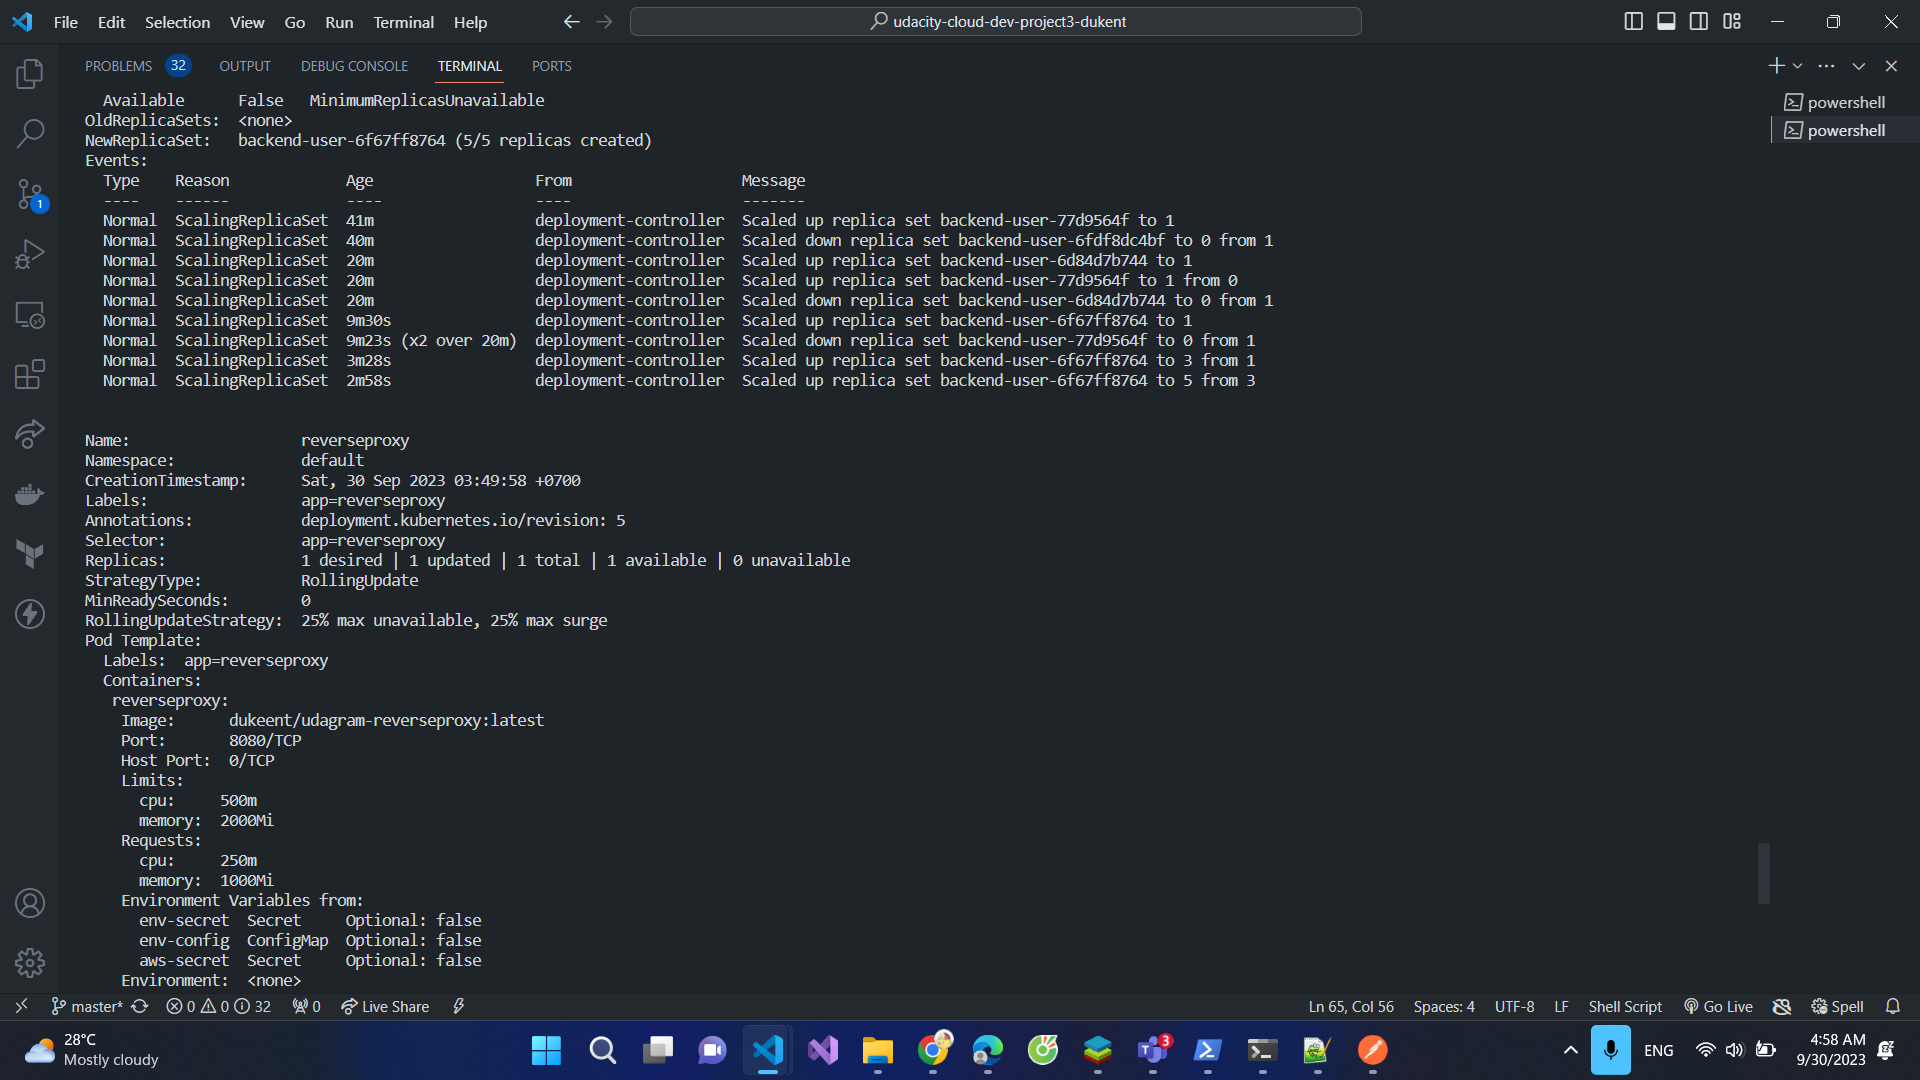 File Edit Selection View Go Run Terminal Help
udacity-cloud-dev-project3-dukent
PROBLEMS 32 OUTPUT DEBUG CONSOLE TERMINAL PORTS
powershell
powershell
Available False MinimumReplicasUnavailable
OldReplicaSets: <none>
NewReplicaSet: backend-user-6f67ff8764 (5/5 replicas created)
Events:
Type Reason Age From Message
---- ------ ---- ---- -------
Normal ScalingReplicaSet 41m deployment-controller Scaled up replica set backend-user-77d9564f to 1
Normal ScalingReplicaSet 40m deployment-controller Scaled down replica set backend-user-6fdf8dc4bf to 0 from 1
Normal ScalingReplicaSet 20m deployment-controller Scaled up replica set backend-user-6d84d7b744 to 1
Normal ScalingReplicaSet 20m deployment-controller Scaled up replica set backend-user-77d9564f to 1 from 0
Normal ScalingReplicaSet 20m deployment-controller Scaled down replica set backend-user-6d84d7b744 to 0 from 1
Normal ScalingReplicaSet 9m30s deployment-controller Scaled up replica set backend-user-6f67ff8764 to 1
Normal ScalingReplicaSet 9m23s (x2 over 20m) deployment-controller Scaled down replica set backend-user-77d9564f to 0 from 1
Normal ScalingReplicaSet 3m28s deployment-controller Scaled up replica set backend-user-6f67ff8764 to 3 from 1
Normal ScalingReplicaSet 2m58s deployment-controller Scaled up replica set backend-user-6f67ff8764 to 5 from 3
Name: reverseproxy
Namespace: default
CreationTimestamp: Sat, 30 Sep 2023 03:49:58 +0700
Labels: app=reverseproxy
Annotations: deployment.kubernetes.io/revision: 5
Selector: app=reverseproxy
Replicas: 1 desired | 1 updated | 1 total | 1 available | 0 unavailable
StrategyType: RollingUpdate
MinReadySeconds: 0
RollingUpdateStrategy: 25% max unavailable, 25% max surge
Pod Template:
Labels: app=reverseproxy
Containers:
reverseproxy:
Image: dukeent/udagram-reverseproxy:latest
Port: 8080/TCP
Host Port: 0/TCP
Limits:
cpu: 500m
memory: 2000Mi
Requests:
cpu: 250m
memory: 1000Mi
Environment Variables from:
env-secret Secret Optional: false
env-config ConfigMap Optional: false
aws-secret Secret Optional: false
Environment: <none>
1
master* 0 0 32 0 Live Share Ln 65, Col 56 Spaces: 4 UTF-8 LF Shell Script Go Live Spell
28°C
Mostly cloudy
3
ENG
4:58 AM
9/30/2023